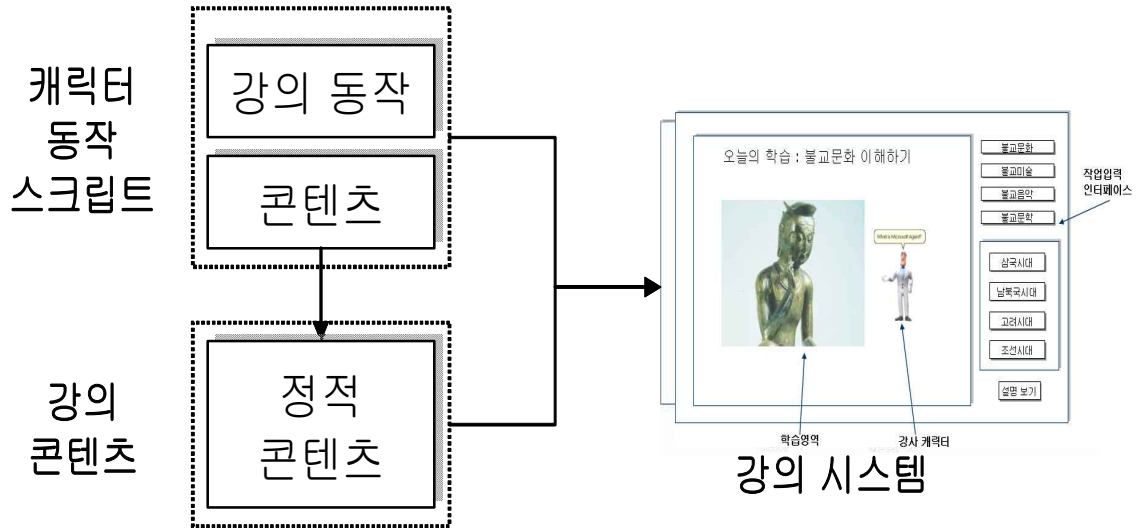 캐릭터
동작
스크립트
강의 동작
콘텐츠
강의
콘텐츠
정적
콘텐츠
오늘의 학습 : 불교문화 이해하기
What is Microsoft Agent?
불교문화
불교미술
불교음악
불교문학
작업입력
인터페이스
삼국시대
남북국시대
고려시대
조선시대
설명 보기
학습영역
강사 캐릭터
강의 시스템